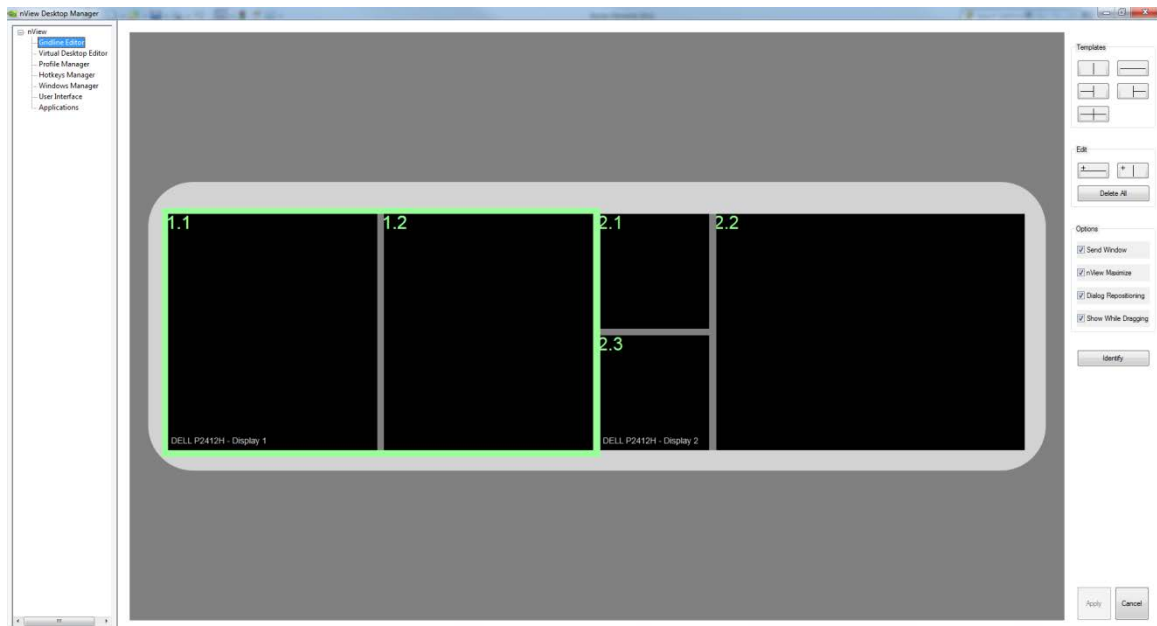 nView Desktop Manager
nView
Gridline Editor
Virtual Desktop Editor
Profile Manager
Hotkeys Manager
Windows Manager
User Interface
Applications
1.1
1.2
2.1
2.2
2.3
DELL P2412H - Display 1
DELL P2412H - Display 2
Templates
Edit
Delete All
Options
Send Window
nView Maximize
Dialog Repositioning
Show While Dragging
Identify
Apply
Cancel